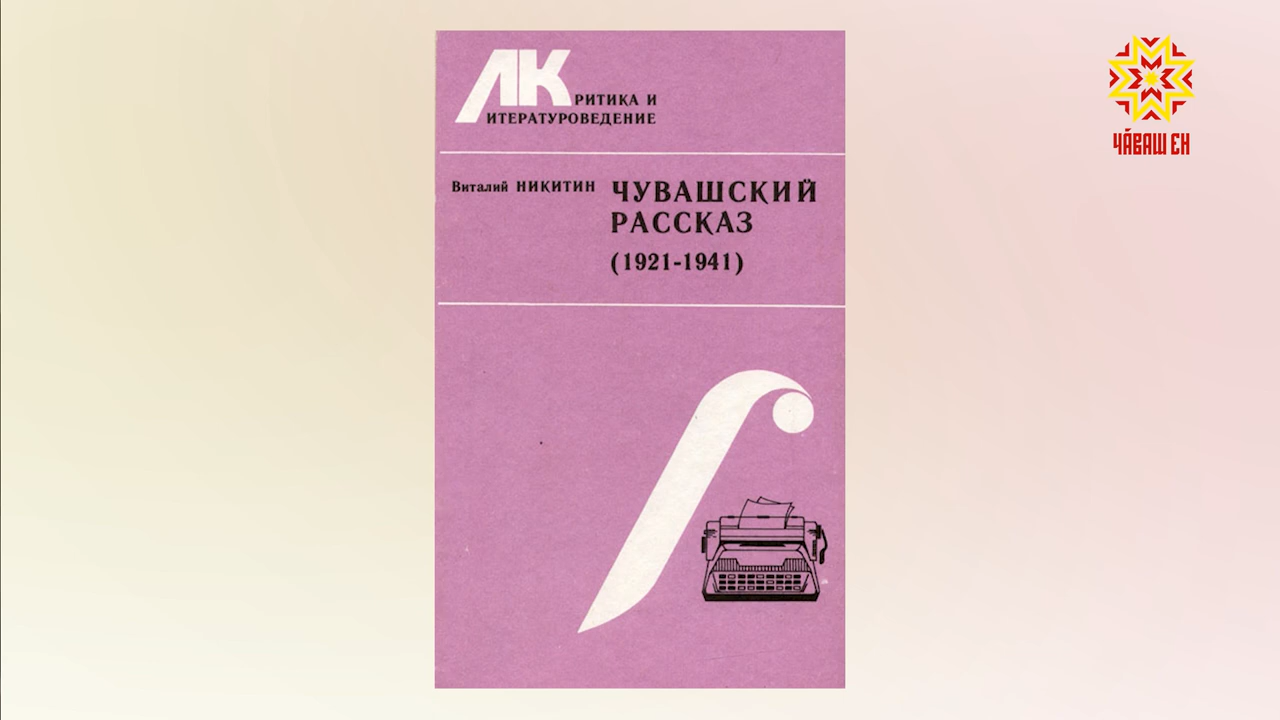 ЛК
РИТИКА И
ИТЕРАТУРОВЕДЕНИЕ
Виталий НИКИТИН
ЧУВАШСКИЙ
РАССКАЗ
(1921-1941)
ЧӐВАШ ЕН